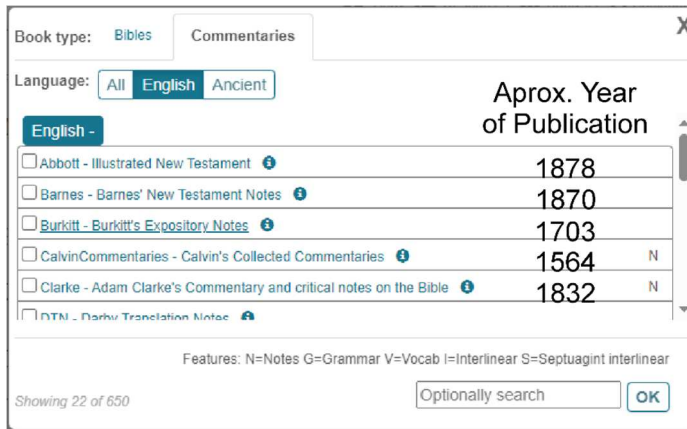 X
Book type: Bibles Commentaries
Language: All English Ancient
Aprox. Year
of Publication
English -
Abbott - Illustrated New Testament 1878
Barnes - Barnes' New Testament Notes 1870
Burkitt - Burkitt's Expository Notes 1703
CalvinCommentaries - Calvin's Collected Commentaries 1564 N
Clarke - Adam Clarke's Commentary and critical notes on the Bible 1832 N
DTN - Darby Translation Notes
Features: N=Notes G=Grammar V=Vocab I=Interlinear S=Septuagint interlinear
Showing 22 of 650 Optionally search OK